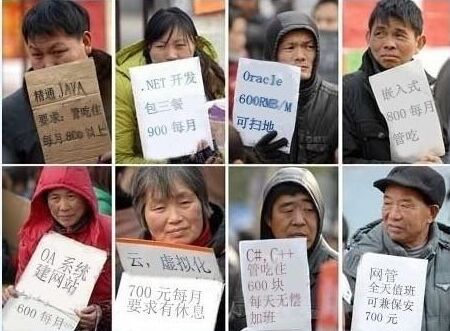 精通 JAVA
要求：管吃住
每月 600 以上
.NET 开发
包三餐
900 每月
Oracle
600RMB/M
可扫地
嵌入式
800 每月
管吃
OA 系统
建网站
600 每月
云，虚拟化
700 元每月
要求有休息
C#, C++
管吃住
600 块
每天无偿
加班
网管
全天值班
可兼保安
700 元